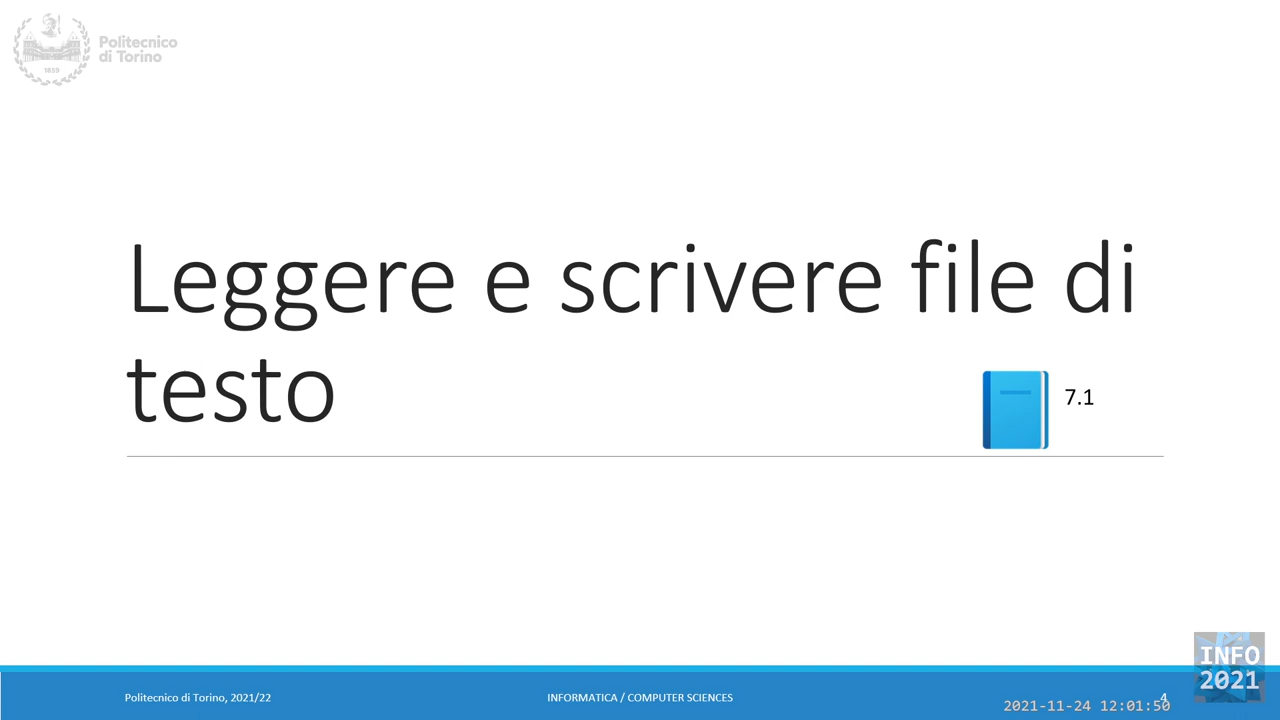 Politecnico
di Torino
1859
Leggere e scrivere file di
testo
7.1
INFO
2021
Politecnico di Torino, 2021/22
INFORMATICA / COMPUTER SCIENCES
4
2021-11-24 12:01:50